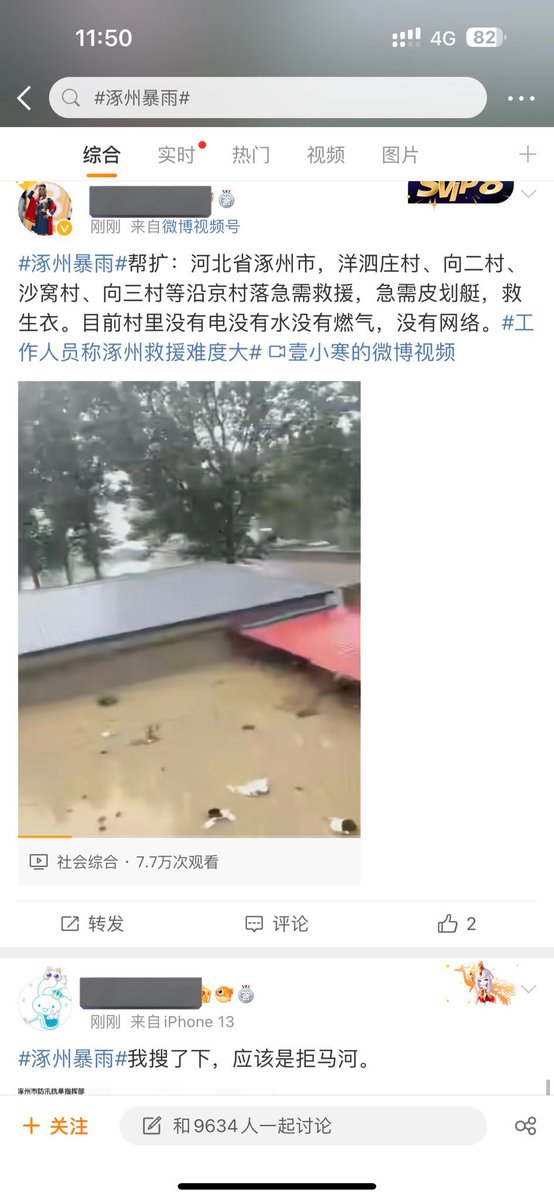 11:50
4G
82
#涿州暴雨#
综合 实时 热门 视频 图片
SVIP8
刚刚 来自微博视频号
#涿州暴雨#帮扩：河北省涿州市，洋泗庄村、向二村、
沙窝村、向三村等沿京村落急需救援，急需皮划艇，救
生衣。目前村里没有电没有水没有燃气，没有网络。#工
作人员称涿州救援难度大# 壹小寒的微博视频
社会综合 · 7.7万次观看
转发 评论 2
刚刚 来自iPhone 13
#涿州暴雨#我搜了下，应该是拒马河。
涿州市防汛抗旱指挥部
+ 关注
和9634人一起讨论